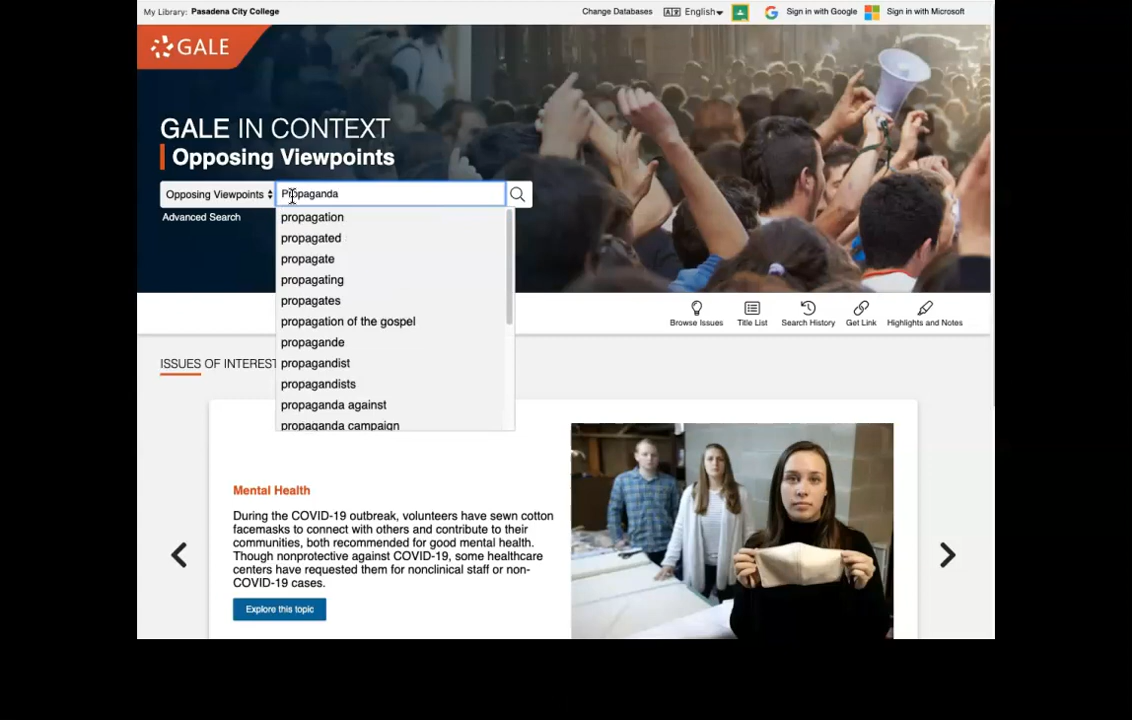 My Library: Pasadena City College
Change Databases
English
Sign in with Google
Sign in with Microsoft
GALE
GALE IN CONTEXT
Opposing Viewpoints
Opposing Viewpoints
Propaganda
Advanced Search
propagation
propagated
propagate
propagating
propagates
propagation of the gospel
propagande
propagandist
propagandists
propaganda against
propaganda campaign
Browse Issues
Title List
Search History
Get Link
Highlights and Notes
ISSUES OF INTEREST
Mental Health
During the COVID-19 outbreak, volunteers have sewn cotton
facemasks to connect with others and contribute to their
communities, both recommended for good mental health.
Though nonprotective against COVID-19, some healthcare
centers have requested them for nonclinical staff or non-
COVID-19 cases.
Explore this topic